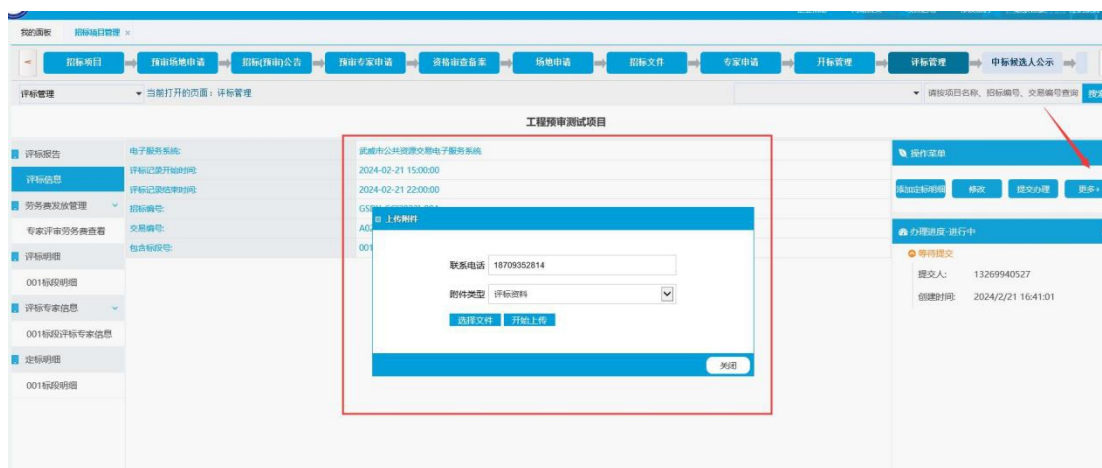 我的面板 招标项目管理 ×
招标项目 预审场地申请 招标(预审)公告 预审专家申请 资格审查备案 场地申请 招标文件 专家申请 开标管理 评标管理 中标候选人公示
评标管理 当前打开的页面：评标管理 请按项目名称、招标编号、交易编号查询 搜索
工程预审测试项目
评标报告
评标信息
劳务费发放管理
专家评审劳务费查看
评标明细
001标段明细
评标专家信息
001标段评标专家信息
定标明细
001标段明细
电子服务系统: 武威市公共资源交易电子服务系统
评标记录开始时间: 2024-02-21 15:00:00
评标记录结束时间: 2024-02-21 22:00:00
招标编号:
交易编号: A02
包含标段号: 001
上传附件
联系电话 18709352814
附件类型 评标资料
选择文件 开始上传
关闭
操作菜单
添加定标明细 修改 提交办理 更多+
办理进度-进行中
等待提交
提交人: 13269940527
创建时间: 2024/2/21 16:41:01